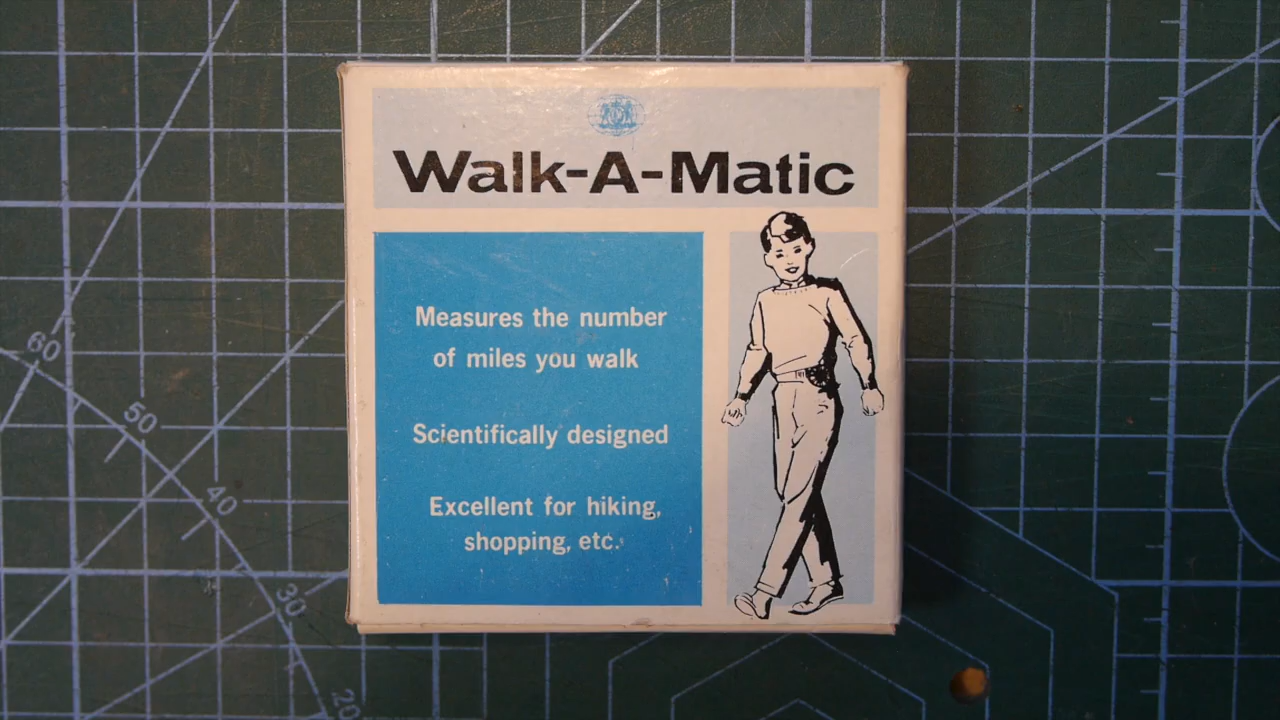 Walk-A-Matic
Measures the number
of miles you walk
Scientifically designed
Excellent for hiking,
shopping, etc.
60
50
40
30
20